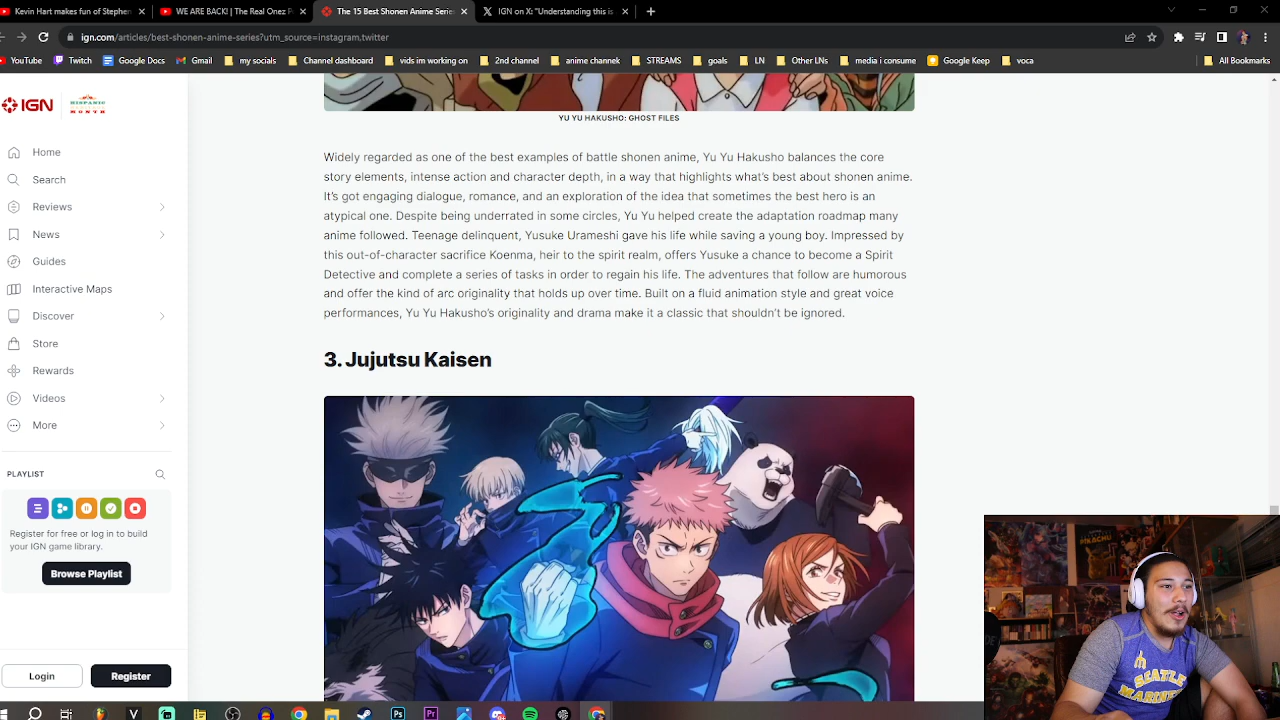 Kevin Hart makes fun of Stephen
WE ARE BACK! | The Real Onez P
The 15 Best Shonen Anime Serie
IGN on X: "Understanding this is
ign.com/articles/best-shonen-anime-series?utm_source=instagram,twitter
YouTube
Twitch
Google Docs
Gmail
my socials
Channel dashboard
vids im working on
2nd channel
anime channek
STREAMS
goals
LN
Other LNs
media i consume
Google Keep
voca
All Bookmarks
IGN
HISPANIC
MONTH
YU YU HAKUSHO: GHOST FILES
Home
Search
Reviews
News
Guides
Interactive Maps
Discover
Store
Rewards
Videos
More
PLAYLIST
Register for free or log in to build
your IGN game library.
Browse Playlist
Login
Register
Widely regarded as one of the best examples of battle shonen anime, Yu Yu Hakusho balances the core
story elements, intense action and character depth, in a way that highlights what's best about shonen anime.
It's got engaging dialogue, romance, and an exploration of the idea that sometimes the best hero is an
atypical one. Despite being underrated in some circles, Yu Yu helped create the adaptation roadmap many
anime followed. Teenage delinquent, Yusuke Urameshi gave his life while saving a young boy. Impressed by
this out-of-character sacrifice Koenma, heir to the spirit realm, offers Yusuke a chance to become a Spirit
Detective and complete a series of tasks in order to regain his life. The adventures that follow are humorous
and offer the kind of arc originality that holds up over time. Built on a fluid animation style and great voice
performances, Yu Yu Hakusho's originality and drama make it a classic that shouldn't be ignored.
3. Jujutsu Kaisen
PIKACHU
SEATTLE
MARINERS